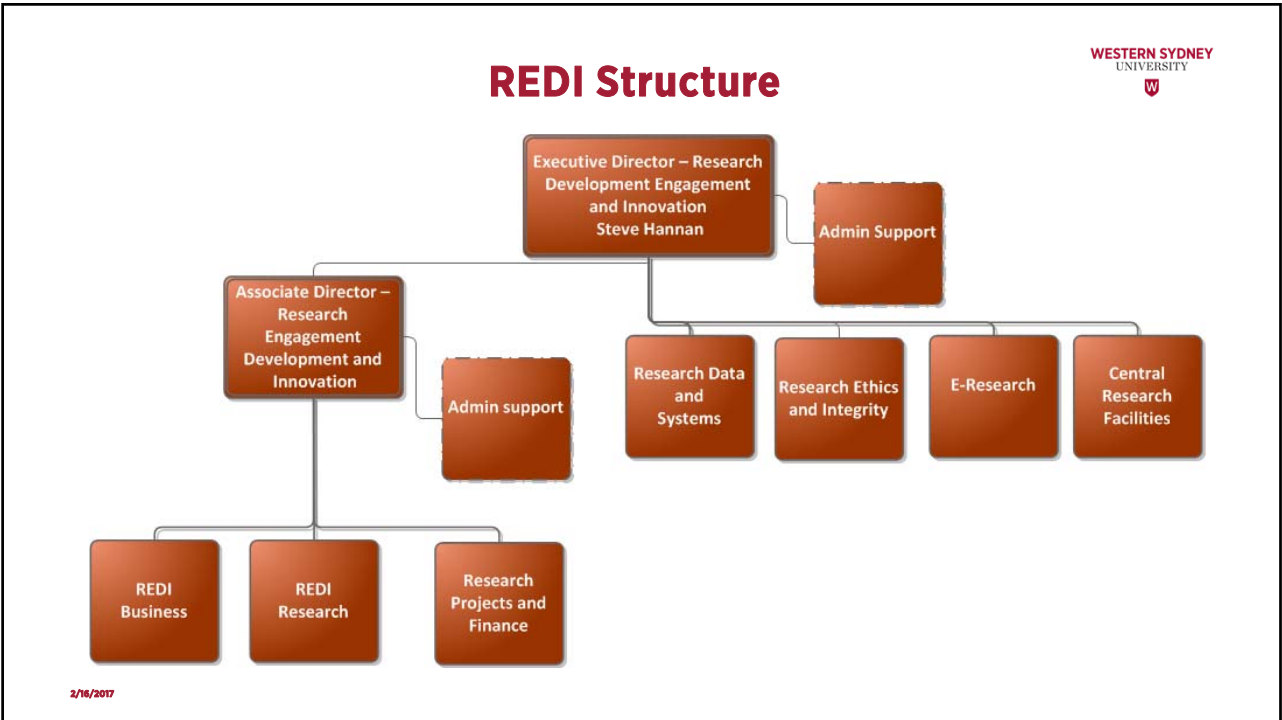 REDI Structure
WESTERN SYDNEY
UNIVERSITY
W
Executive Director – Research
Development Engagement
and Innovation
Steve Hannan
Admin Support
Associate Director –
Research
Engagement
Development and
Innovation
Admin support
Research Data
and
Systems
Research Ethics
and Integrity
E-Research
Central
Research
Facilities
REDI
Business
REDI
Research
Research
Projects and
Finance
2/16/2017